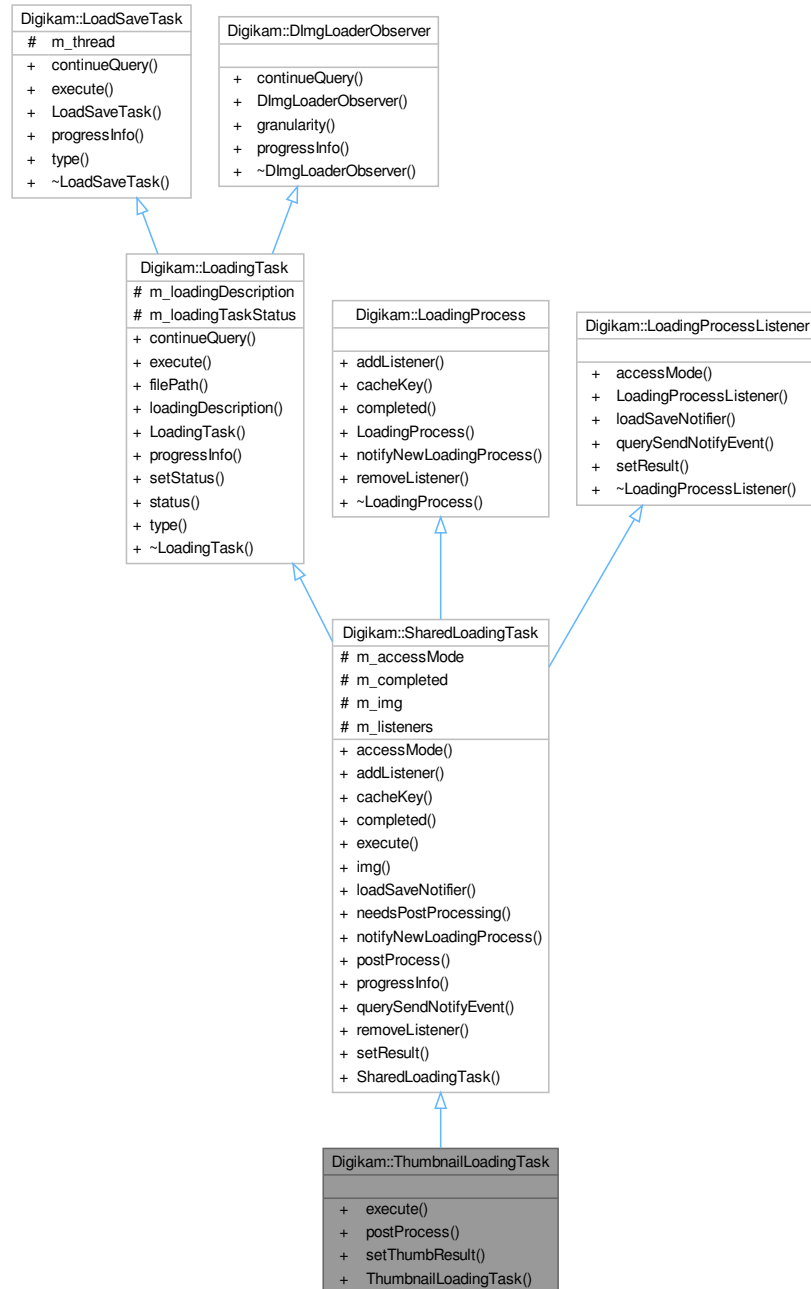 Digikam::LoadSaveTask
# m_thread
+ continueQuery()
+ execute()
+ LoadSaveTask()
+ progressInfo()
+ type()
+ ~LoadSaveTask()
Digikam::DImgLoaderObserver
+ continueQuery()
+ DImgLoaderObserver()
+ granularity()
+ progressInfo()
+ ~DImgLoaderObserver()
Digikam::LoadingTask
# m_loadingDescription
# m_loadingTaskStatus
+ continueQuery()
+ execute()
+ filePath()
+ loadingDescription()
+ LoadingTask()
+ progressInfo()
+ setStatus()
+ status()
+ type()
+ ~LoadingTask()
Digikam::LoadingProcess
+ addListener()
+ cacheKey()
+ completed()
+ LoadingProcess()
+ notifyNewLoadingProcess()
+ removeListener()
+ ~LoadingProcess()
Digikam::LoadingProcessListener
+ accessMode()
+ LoadingProcessListener()
+ loadSaveNotifier()
+ querySendNotifyEvent()
+ setResult()
+ ~LoadingProcessListener()
Digikam::SharedLoadingTask
# m_accessMode
# m_completed
# m_img
# m_listeners
+ accessMode()
+ addListener()
+ cacheKey()
+ completed()
+ execute()
+ img()
+ loadSaveNotifier()
+ needsPostProcessing()
+ notifyNewLoadingProcess()
+ postProcess()
+ progressInfo()
+ querySendNotifyEvent()
+ removeListener()
+ setResult()
+ SharedLoadingTask()
Digikam::ThumbnailLoadingTask
+ execute()
+ postProcess()
+ setThumbResult()
+ ThumbnailLoadingTask()